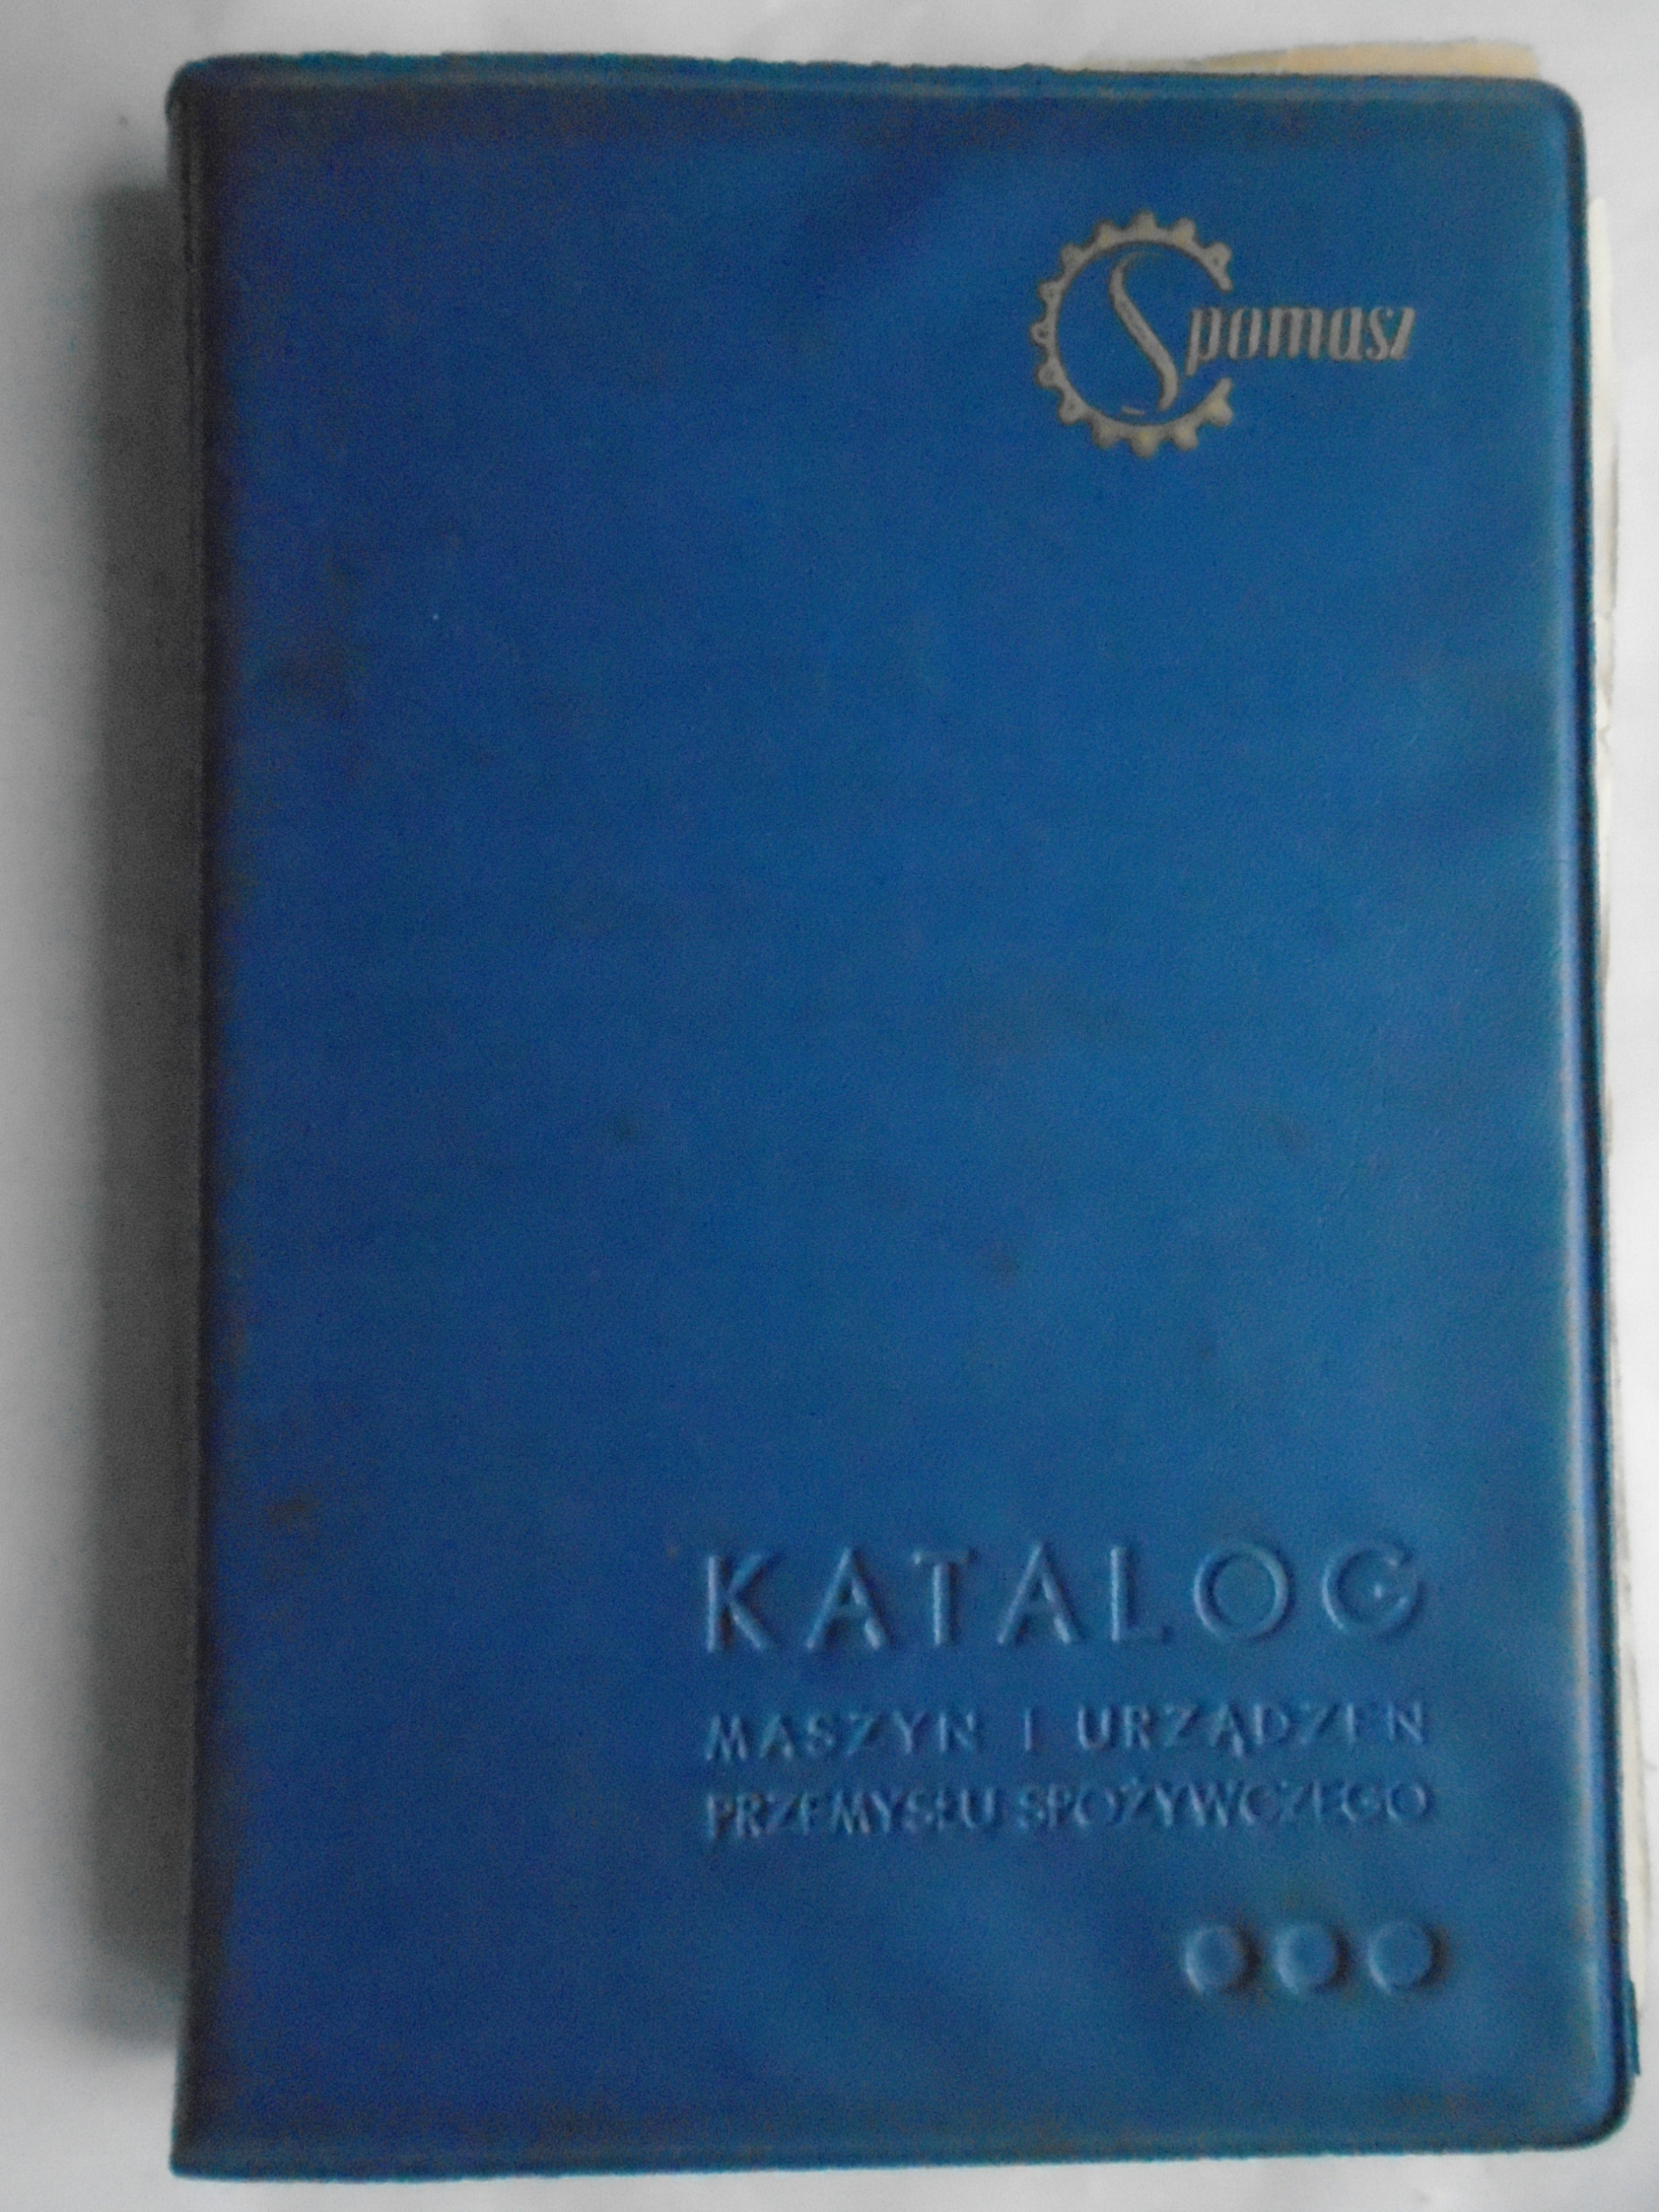 Spomasz
KATALOG
MASZYN I URZĄDZEŃ
PRZEMYSŁU SPOŻYWCZEGO